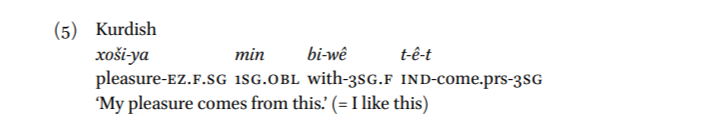 (5) Kurdish
xoši-ya min bi-wê t-ê-t
pleasure-EZ.F.SG 1SG.OBL with-3SG.F IND-come.prs-3SG
‘My pleasure comes from this.’ (= I like this)